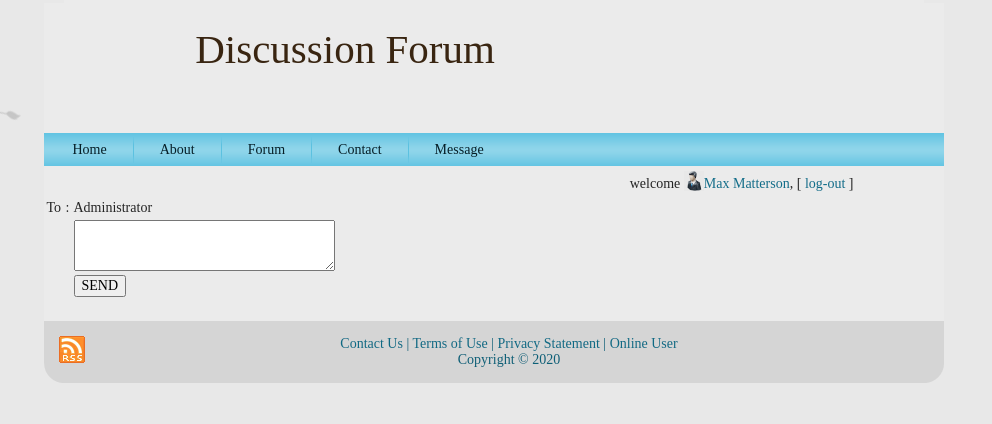 Discussion Forum
Home About Forum Contact Message
welcome Max Matterson, [ log-out ]
To : Administrator
SEND
RSS
Contact Us | Terms of Use | Privacy Statement | Online User
Copyright © 2020